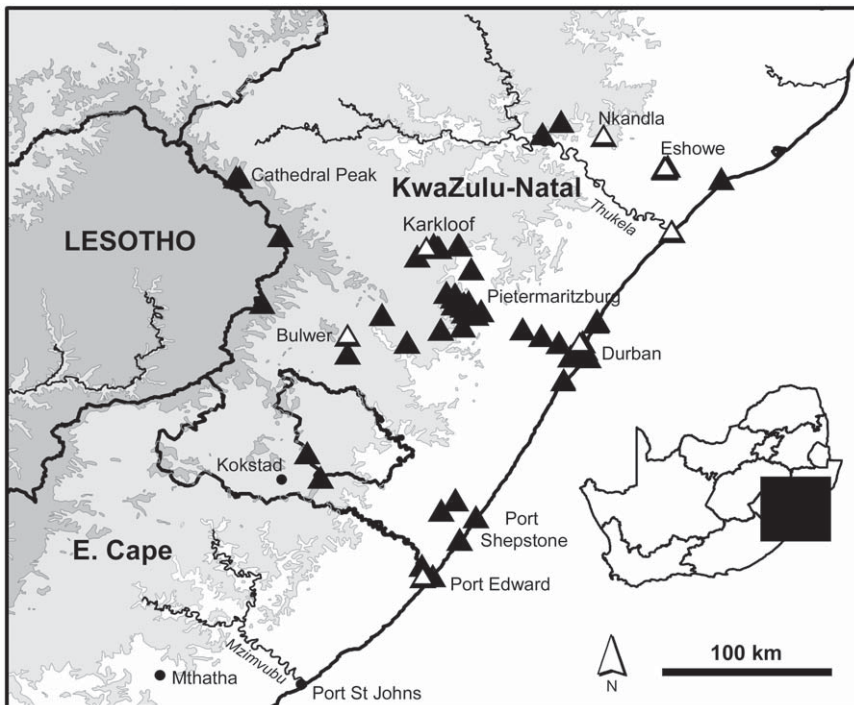 Nkandla
Eshowe
Cathedral Peak
KwaZulu-Natal
Thukela
Karkloof
LESOTHO
Pietermaritzburg
Bulwer
Durban
Kokstad
Port
Shepstone
E. Cape
Port Edward
Mzimvubu
Mthatha
Port St Johns
N
100 km